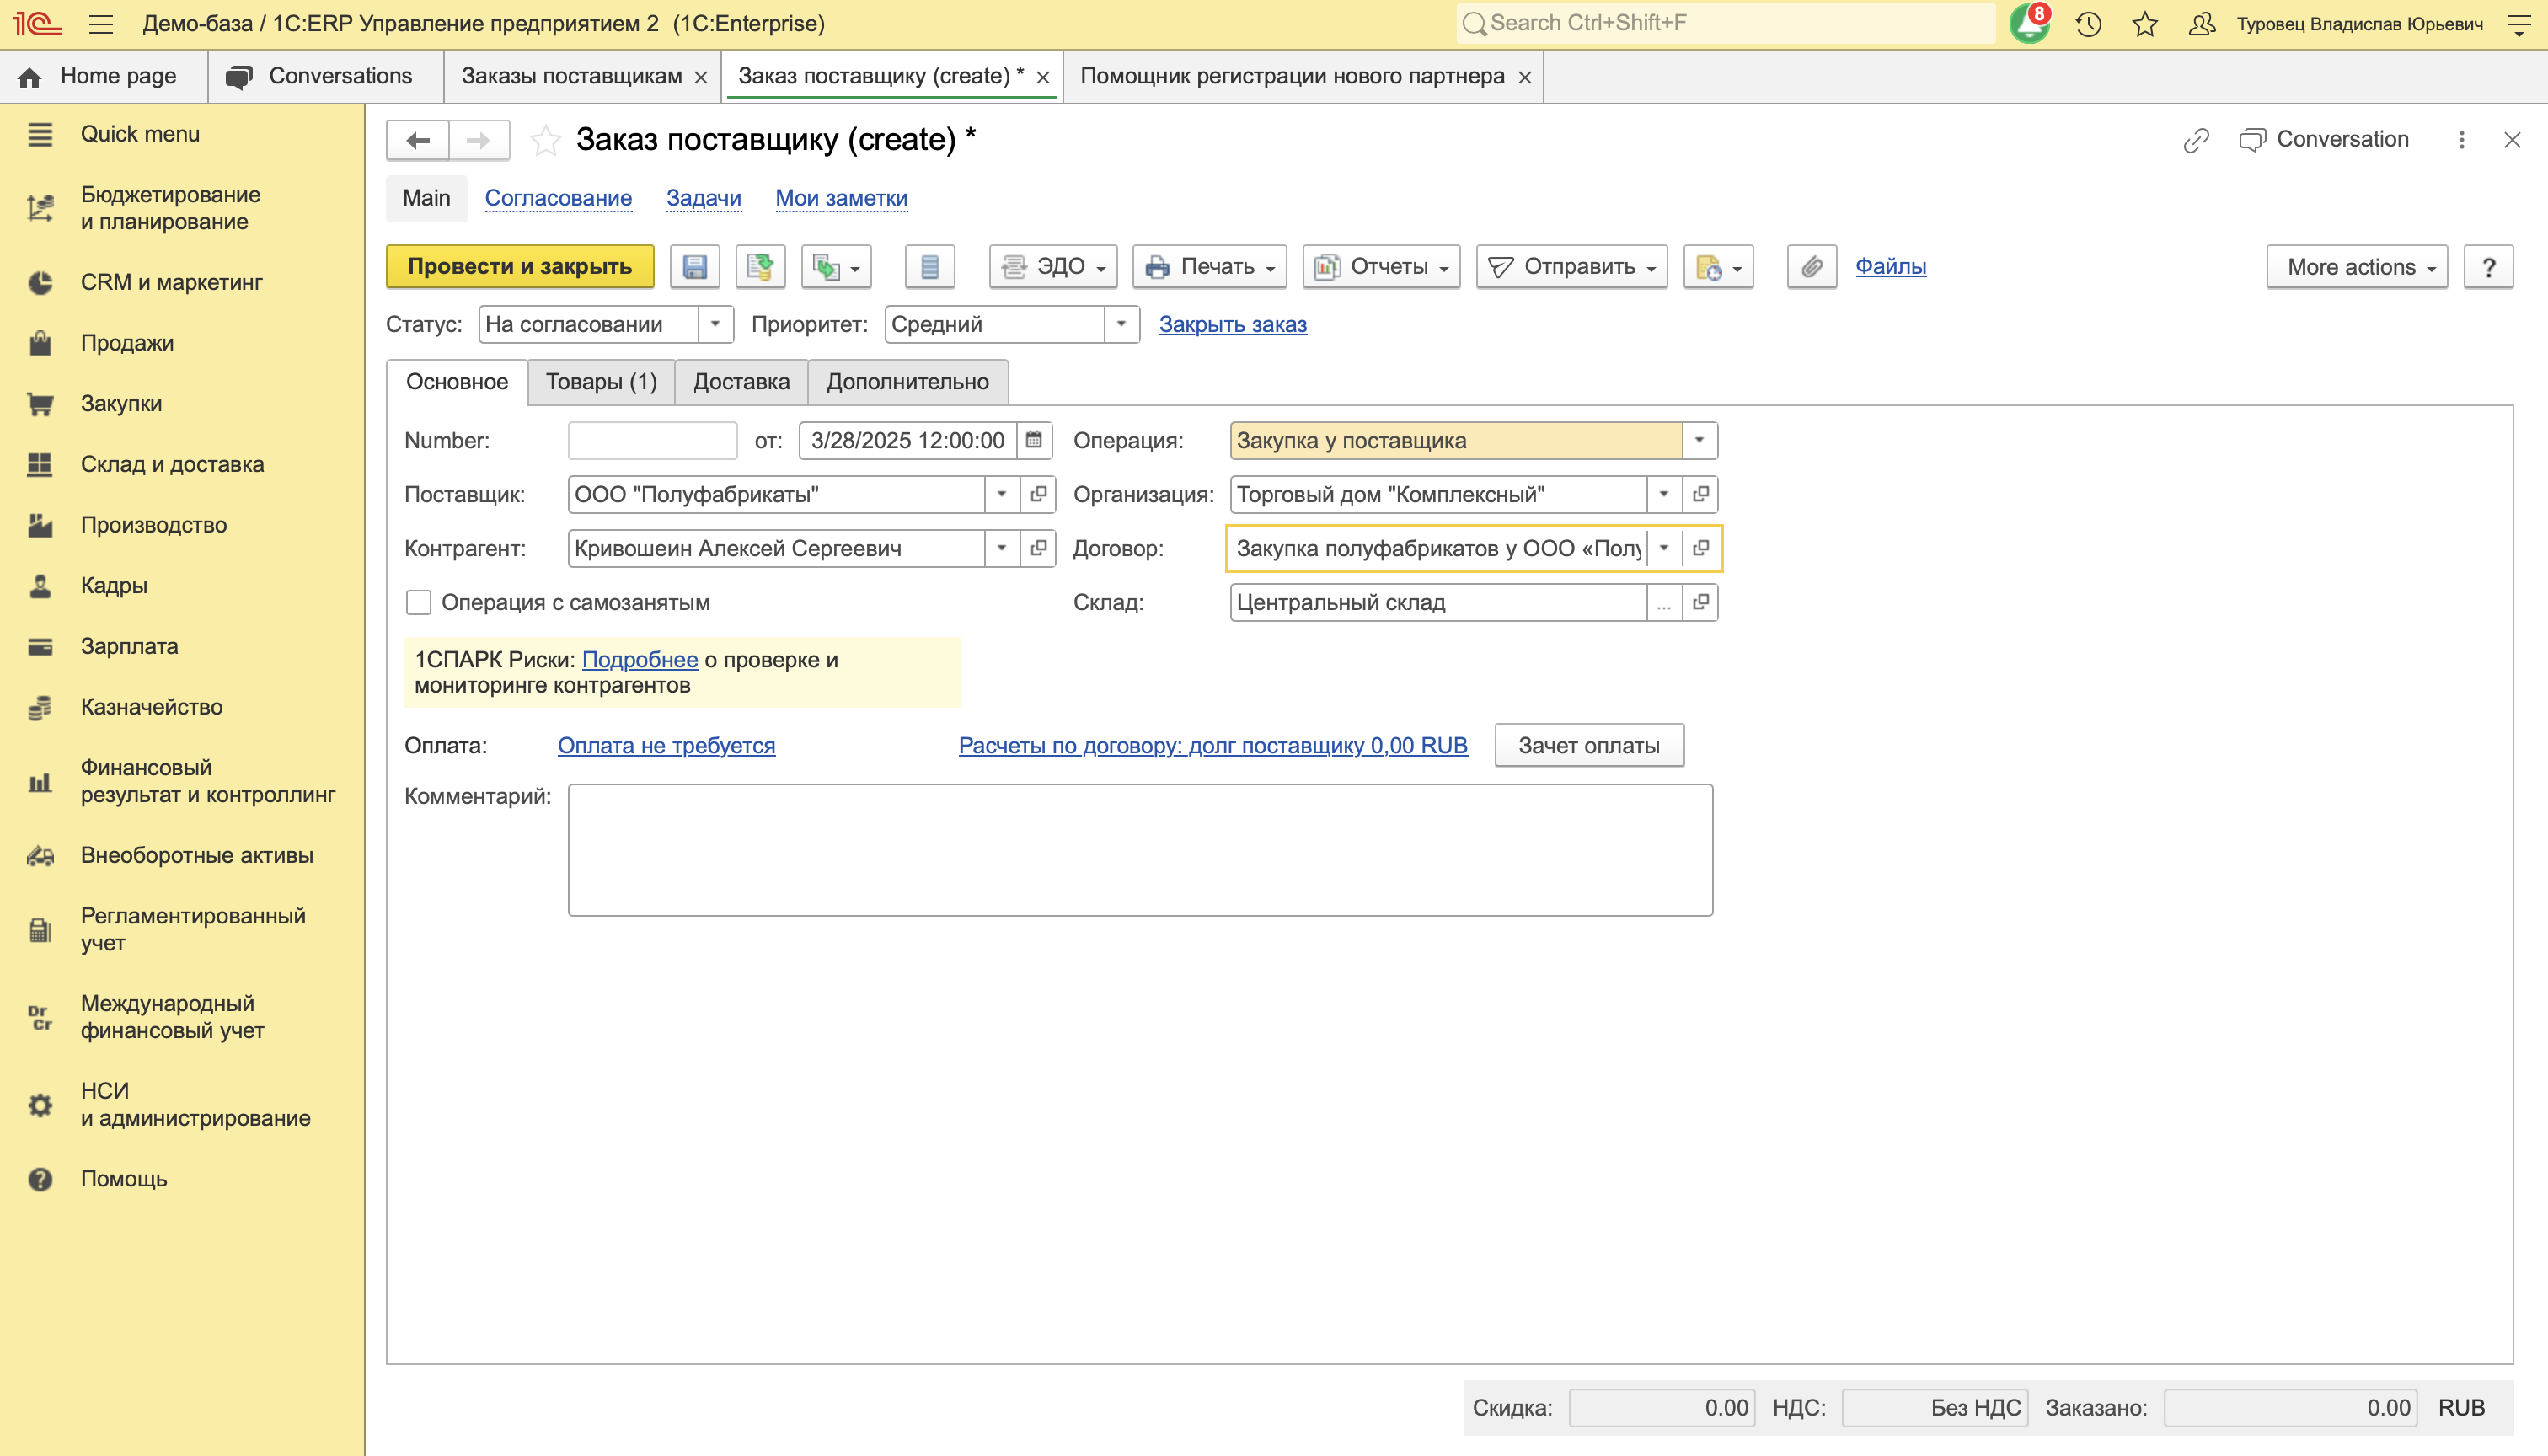 Демо-база / 1С:ERP Управление предприятием 2 (1C:Enterprise)
Search Ctrl+Shift+F
8
Туровец Владислав Юрьевич
Home page
Conversations
Заказы поставщикам
Заказ поставщику (create) *
Помощник регистрации нового партнера
Quick menu
Бюджетирование
и планирование
CRM и маркетинг
Продажи
Закупки
Склад и доставка
Производство
Кадры
Зарплата
Казначейство
Финансовый
результат и контроллинг
Внеоборотные активы
Регламентированный
учет
Dr
Cr
Международный
финансовый учет
НСИ
и администрирование
Помощь
Заказ поставщику (create) *
Conversation
Main
Согласование
Задачи
Мои заметки
Провести и закрыть
ЭДО
Печать
Отчеты
Отправить
Файлы
More actions
?
Статус: На согласовании
Приоритет: Средний
Закрыть заказ
Основное
Товары (1)
Доставка
Дополнительно
Number:
от: 3/28/2025 12:00:00
Операция: Закупка у поставщика
Поставщик: ООО "Полуфабрикаты"
Организация: Торговый дом "Комплексный"
Контрагент: Кривошеин Алексей Сергеевич
Договор: Закупка полуфабрикатов у ООО «Полу
Операция с самозанятым
Склад: Центральный склад
...
1СПАРК Риски: Подробнее о проверке и
мониторинге контрагентов
Оплата: Оплата не требуется
Расчеты по договору: долг поставщику 0,00 RUB
Зачет оплаты
Комментарий:
Скидка: 0.00 НДС: Без НДС Заказано: 0.00 RUB